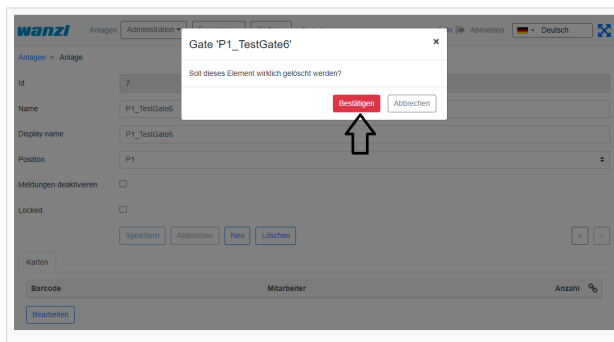 wanzl Anlagen Administration Abmelden Deutsch
Gate 'P1_TestGate6' ×
Anlagen > Anlage
Soll dieses Element wirklich gelöscht werden?
Id 7
Bestätigen Abbrechen
Name P1_TestGate6
Display name P1_TestGate6
Position P1
Meldungen deaktivieren
Locked
Speichern Abbrechen Neu Löschen < >
Karten
Barcode Mitarbeiter Anzahl
Bearbeiten